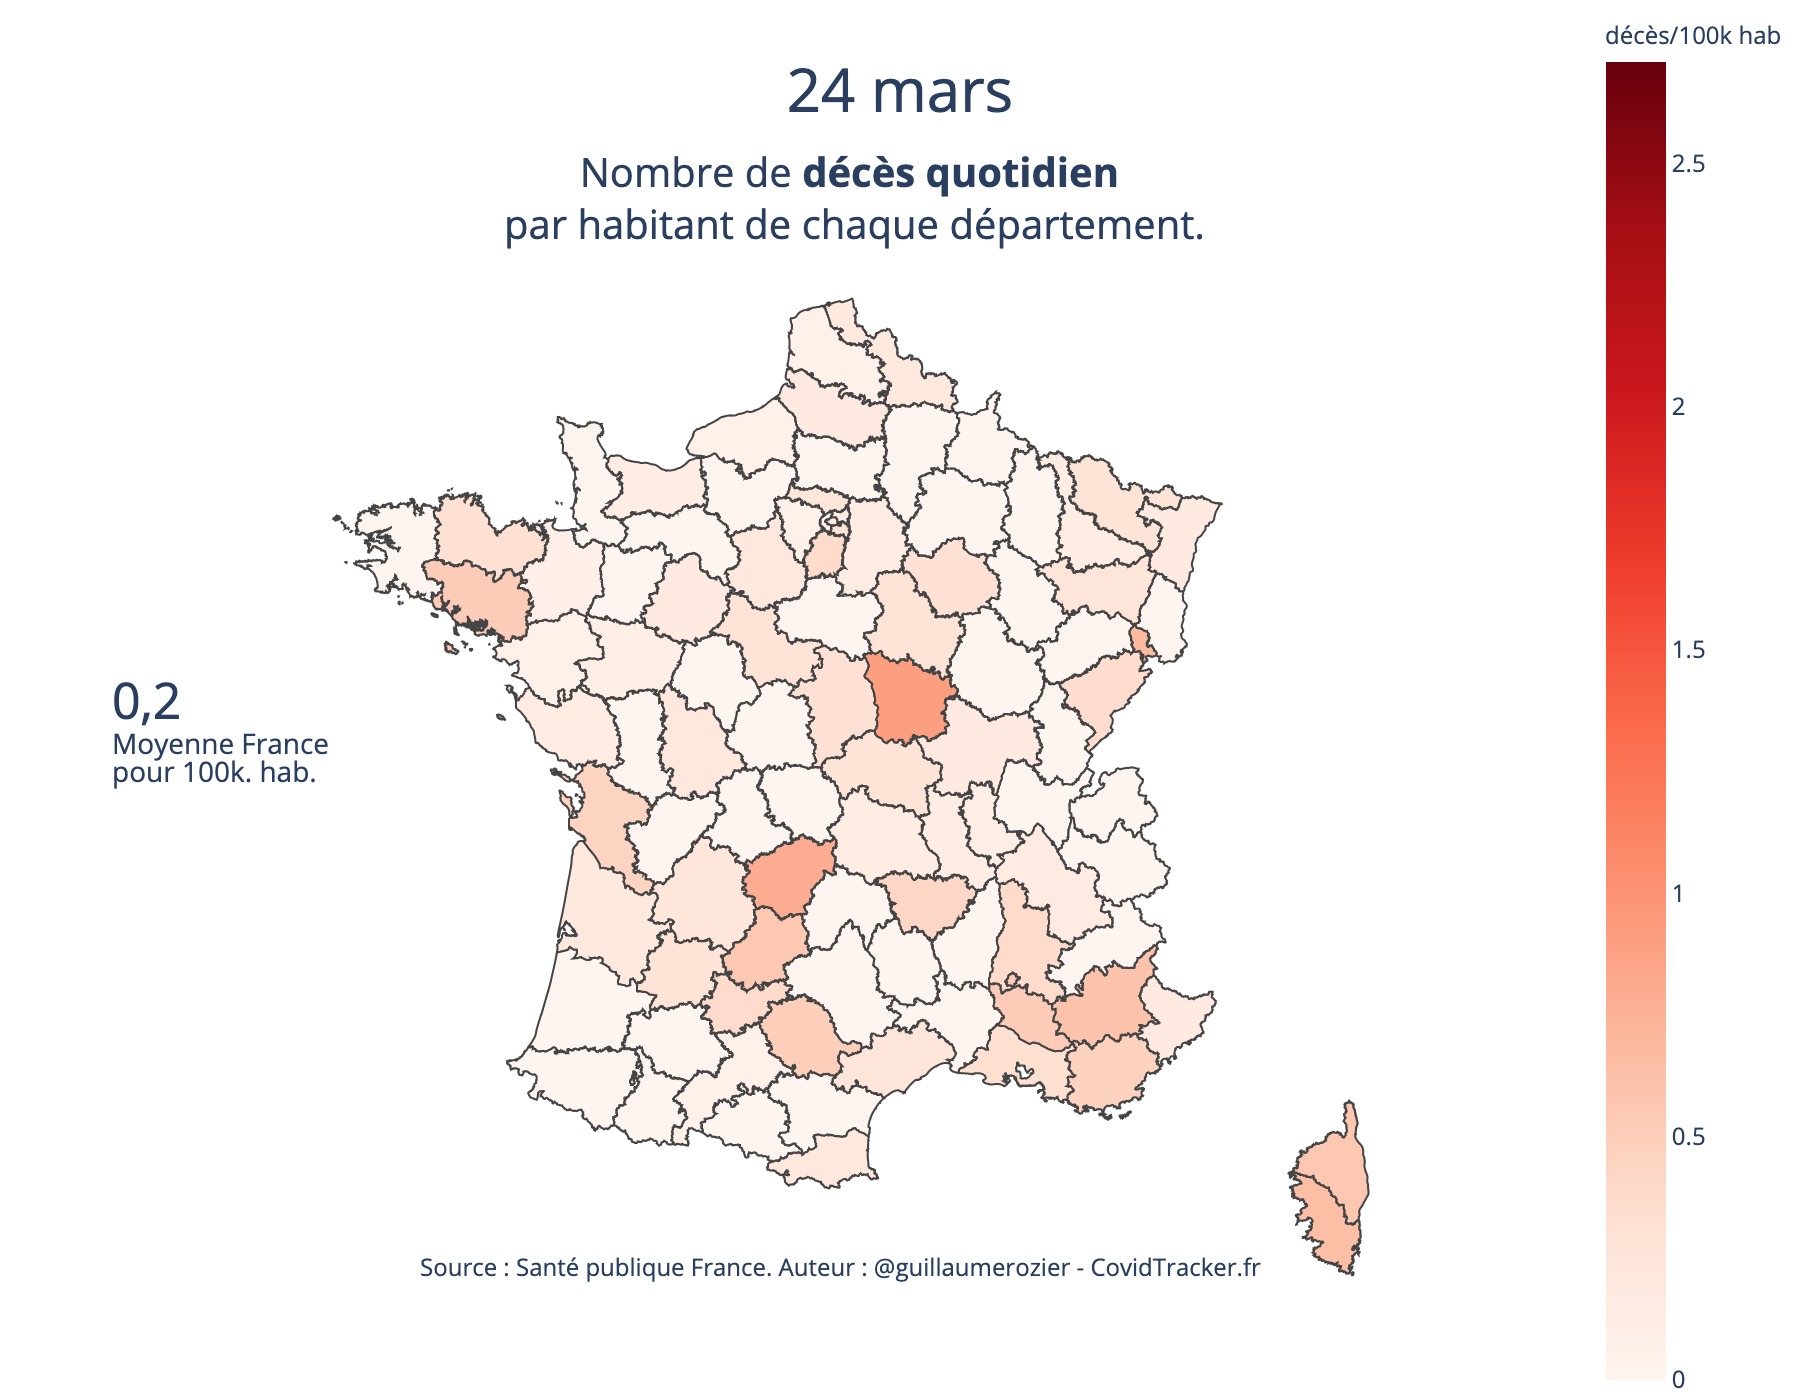 décès/100k hab
24 mars
Nombre de décès quotidien
par habitant de chaque département.
2.5
2
1.5
1
0.5
0
0,2
Moyenne France
pour 100k. hab.
Source : Santé publique France. Auteur : @guillaumerozier - CovidTracker.fr